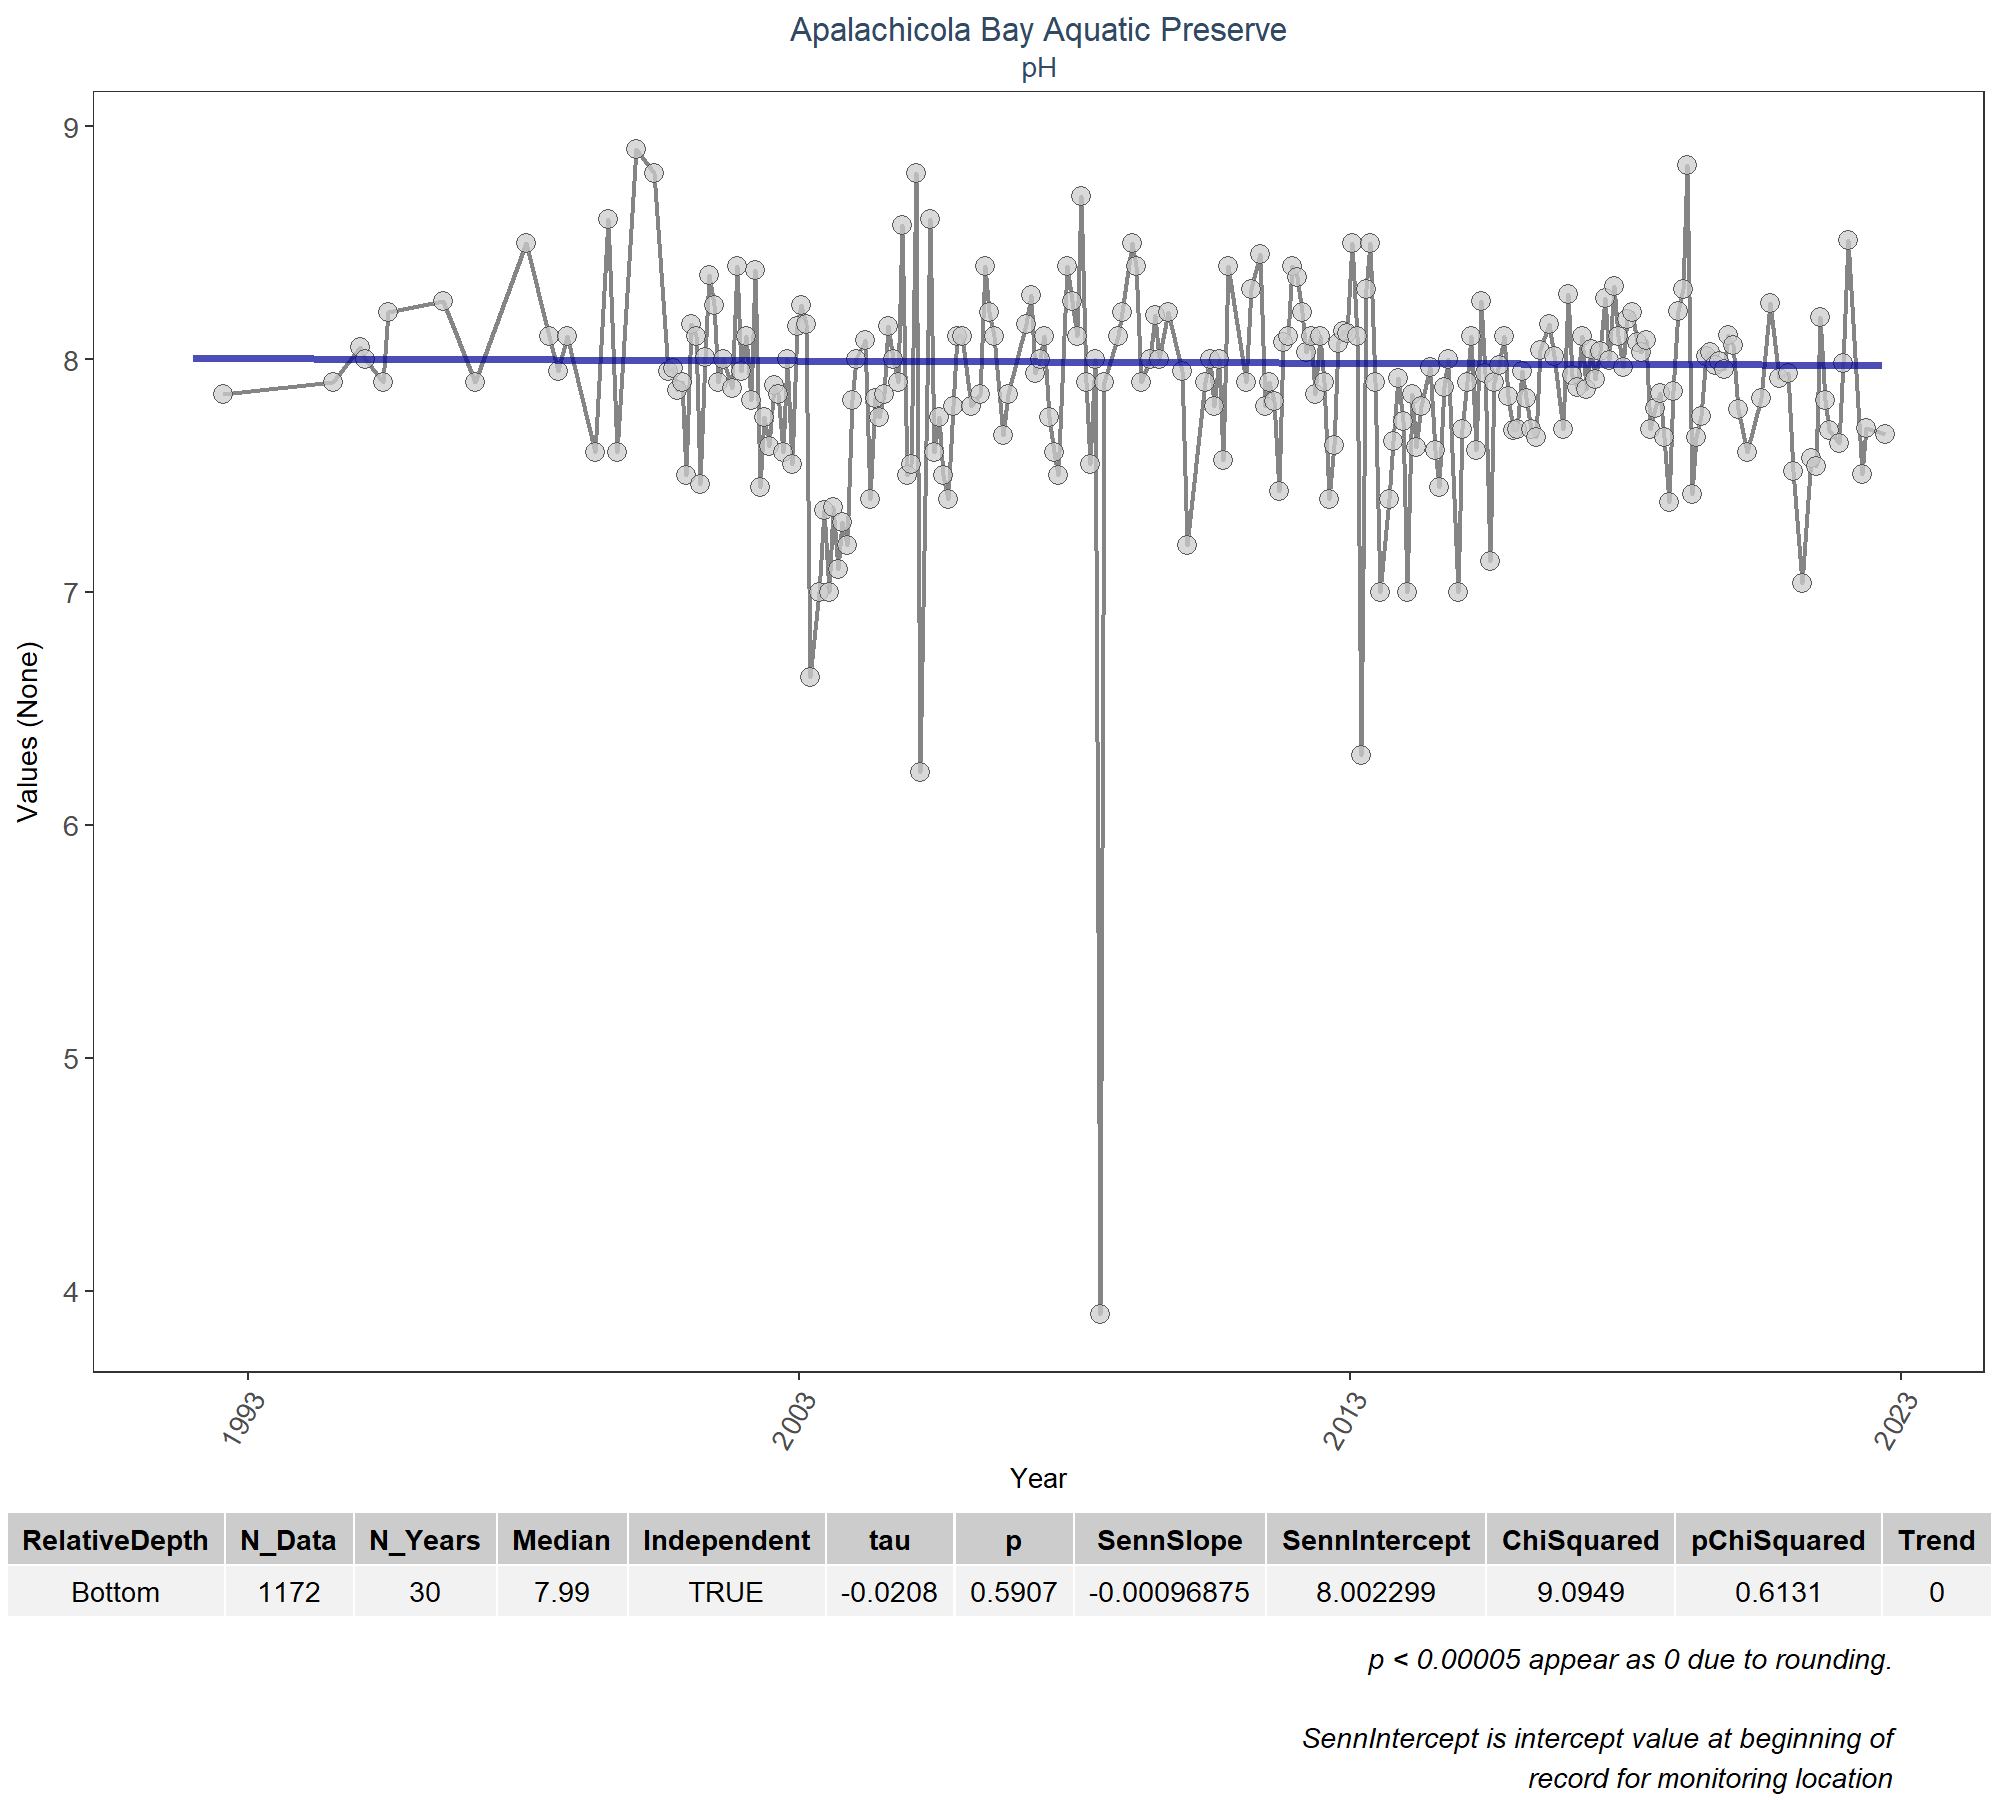 Apalachicola Bay Aquatic Preserve
pH
9
8
7
6
5
4
Values (None)
1993
2003
2013
2023
Year
RelativeDepth N_Data N_Years Median Independent tau p SennSlope SennIntercept ChiSquared pChiSquared Trend
Bottom 1172 30 7.99 TRUE -0.0208 0.5907 -0.00096875 8.002299 9.0949 0.6131 0
p < 0.00005 appear as 0 due to rounding.
SennIntercept is intercept value at beginning of
record for monitoring location